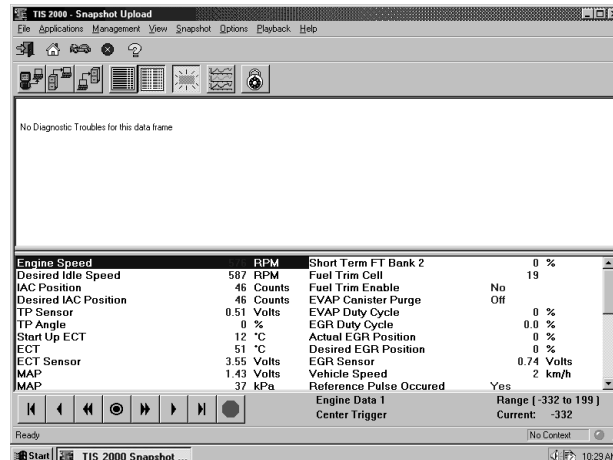 TIS 2000 - Snapshot Upload
File Applications Management View Snapshot Options Playback Help
No Diagnostic Troubles for this data frame
Engine Speed RPM Short Term FT Bank 2 0 %
Desired Idle Speed 587 RPM Fuel Trim Cell 19
IAC Position 46 Counts Fuel Trim Enable No
Desired IAC Position 46 Counts EVAP Canister Purge Off
TP Sensor 0.51 Volts EVAP Duty Cycle 0 %
TP Angle 0 % EGR Duty Cycle 0.0 %
Start Up ECT 12 °C Actual EGR Position 0 %
ECT 51 °C Desired EGR Position 0 %
ECT Sensor 3.55 Volts EGR Sensor 0.74 Volts
MAP 1.43 Volts Vehicle Speed 2 km/h
MAP 37 kPa Reference Pulse Occured Yes
Engine Data 1 Range ( -332 to 199 )
Center Trigger Current: -332
Ready No Context
Start TIS 2000 Snapshot ... 10:29 AM